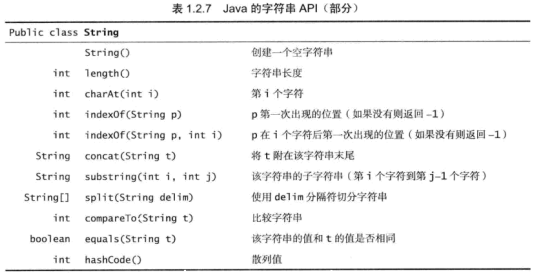 表 1.2.7 Java 的字符串 API（部分）
Public class String
String() 创建一个空字符串
int length() 字符串长度
int charAt(int i) 第 i 个字符
int indexOf(String p) p 第一次出现的位置（如果没有则返回 -1）
int indexOf(String p, int i) p 在 i 个字符后第一次出现的位置（如果没有则返回 -1）
String concat(String t) 将 t 附在该字符串末尾
String substring(int i, int j) 该字符串的子字符串（第 i 个字符到第 j-1 个字符）
String[] split(String delim) 使用 delim 分隔符切分字符串
int compareTo(String t) 比较字符串
boolean equals(String t) 该字符串的值和 t 的值是否相同
int hashCode() 散列值